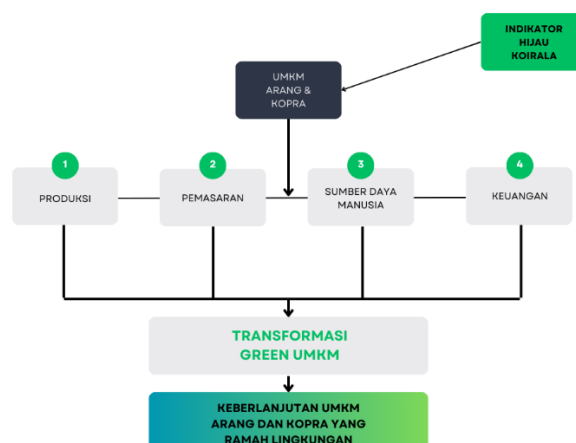 INDIKATOR
HIJAU
KOIRALA
UMKM
ARANG &
KOPRA
1
2
3
4
PRODUKSI
PEMASARAN
SUMBER DAYA
MANUSIA
KEUANGAN
TRANSFORMASI
GREEN UMKM
KEBERLANJUTAN UMKM
ARANG DAN KOPRA YANG
RAMAH LINGKUNGAN